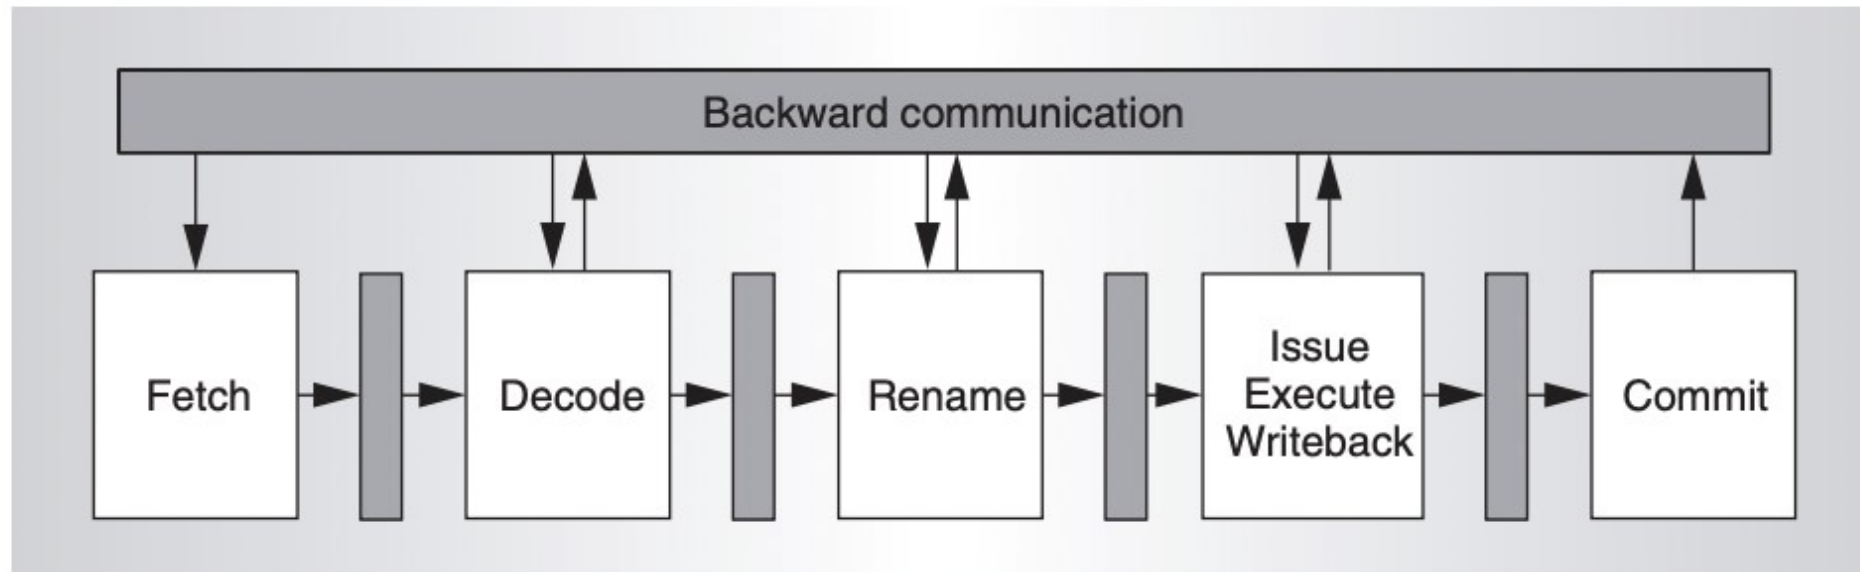 Backward communication
Fetch
Decode
Rename
Issue
Execute
Writeback
Commit